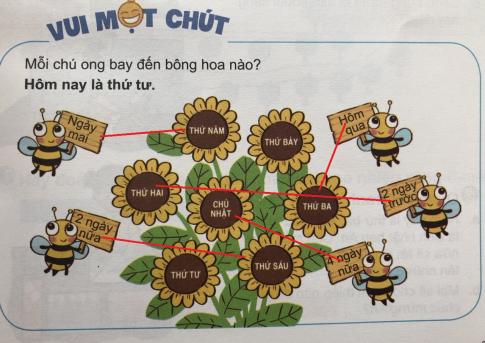 VUI MỘT CHÚT
Mỗi chú ong bay đến bông hoa nào?
Hôm nay là thứ tư.
Ngày
mai
THỨ NĂM
THỨ BẢY
Hôm
qua
THỨ HAI
CHỦ
NHẬT
THỨ BA
2 ngày
trước
2 ngày
nữa
THỨ TƯ
THỨ SÁU
4 ngày
nữa